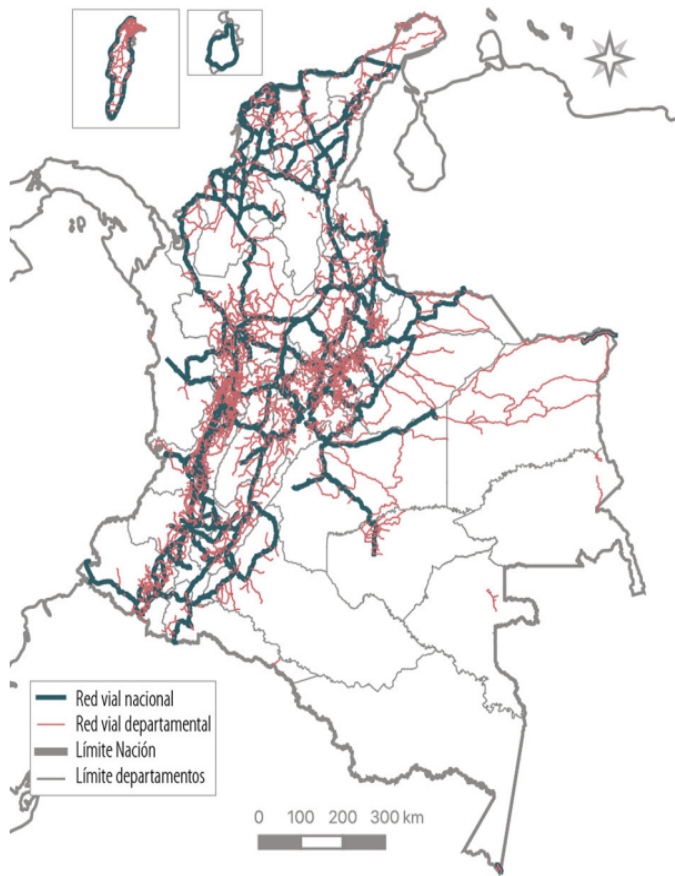 Red vial nacional
Red vial departamental
Límite Nación
Límite departamentos
0 100 200 300 km